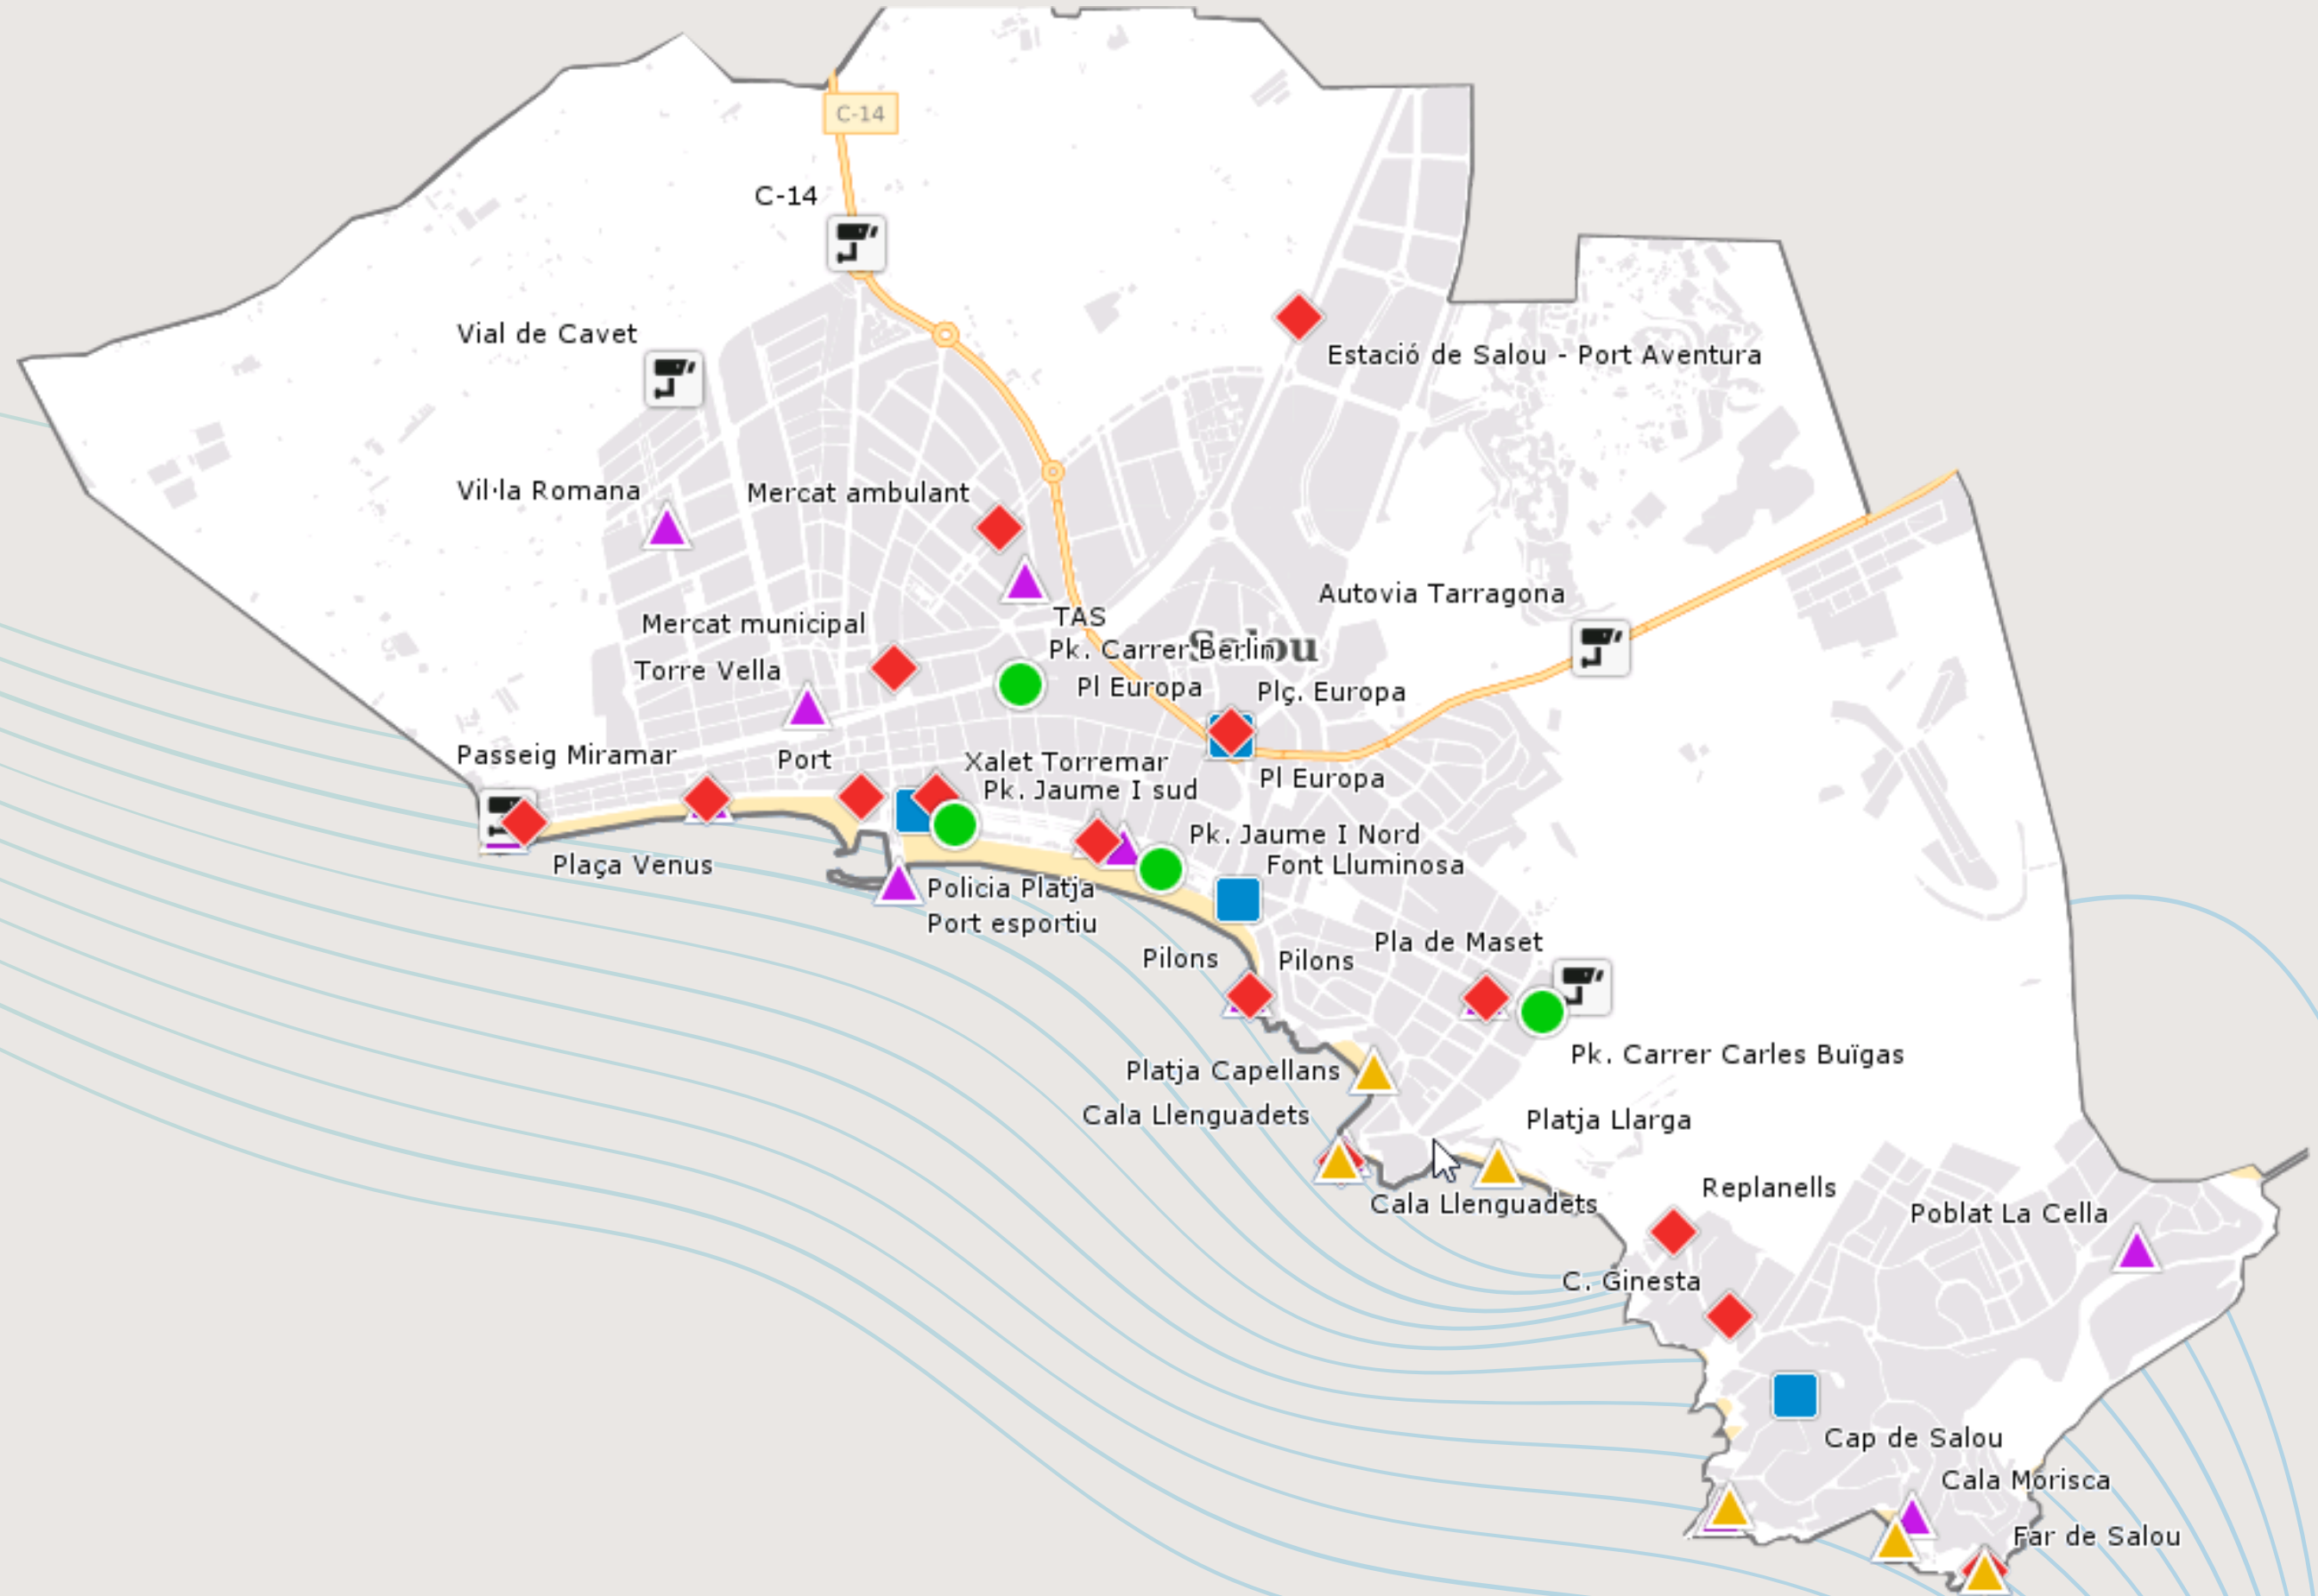 C-14
C-14
Vial de Cavet
Estació de Salou - Port Aventura
Vil·la Romana
Mercat ambulant
Autovia Tarragona
TAS
Mercat municipal
Salou
Pk. Carrer Berlin
Torre Vella
Pl Europa
Plç. Europa
Passeig Miramar
Port
Xalet Torremar
Pl Europa
Pk. Jaume I sud
Pk. Jaume I Nord
Plaça Venus
Font Lluminosa
Policia Platja
Port esportiu
Pla de Maset
Pilons
Pilons
Pk. Carrer Carles Buïgas
Platja Capellans
Cala Llenguadets
Platja Llarga
Replanells
Cala Llenguadets
Poblat La Cella
C. Ginesta
Cap de Salou
Cala Morisca
Far de Salou